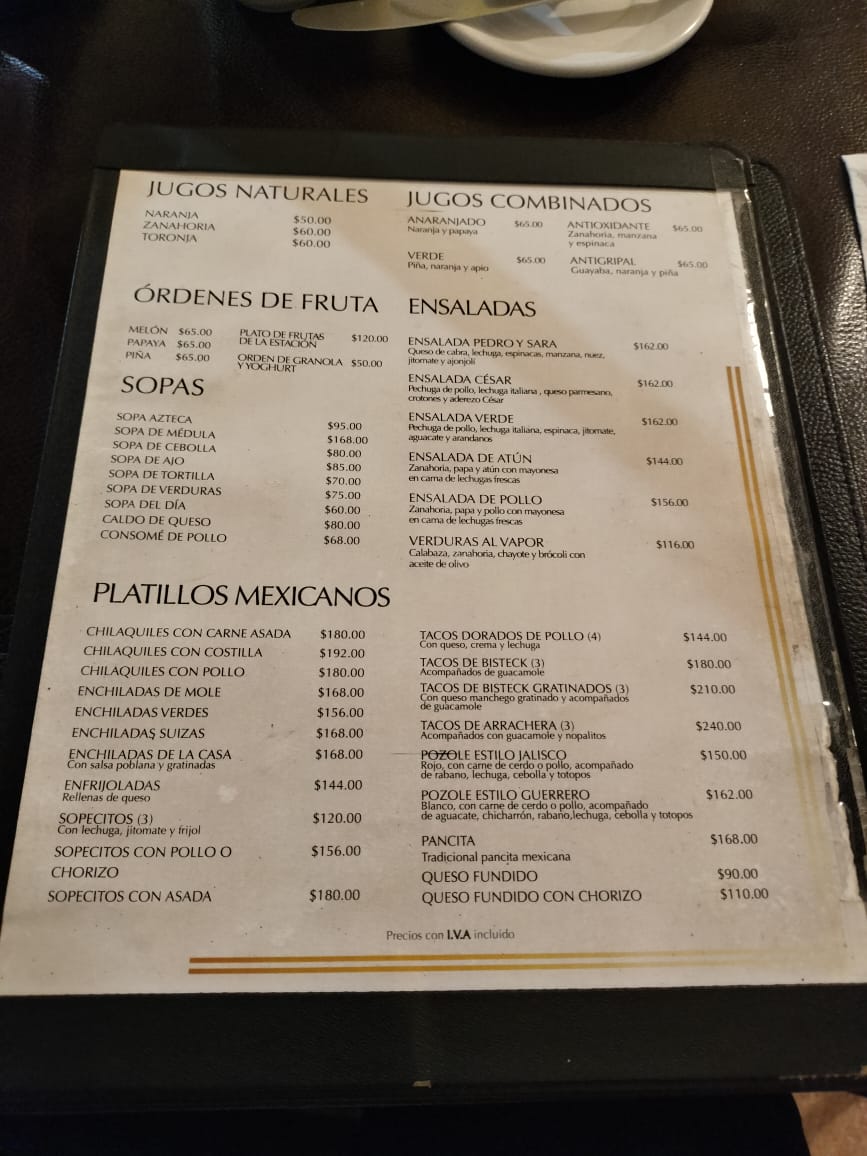 JUGOS NATURALES
NARANJA $50.00
ZANAHORIA $60.00
TORONJA $60.00
JUGOS COMBINADOS
ANARANJADO $65.00
Naranja y papaya
VERDE $65.00
Piña, naranja y apio
ANTIOXIDANTE $65.00
Zanahoria, manzana
y espinaca
ANTIGRIPAL $65.00
Guayaba, naranja y piña
ÓRDENES DE FRUTA
MELÓN $65.00
PAPAYA $65.00
PIÑA $65.00
PLATO DE FRUTAS
DE LA ESTACIÓN $120.00
ORDEN DE GRANOLA
Y YOGHURT $50.00
SOPAS
SOPA AZTECA $95.00
SOPA DE MÉDULA $168.00
SOPA DE CEBOLLA $80.00
SOPA DE AJO $85.00
SOPA DE TORTILLA $70.00
SOPA DE VERDURAS $75.00
SOPA DEL DÍA $60.00
CALDO DE QUESO $80.00
CONSOMÉ DE POLLO $68.00
ENSALADAS
ENSALADA PEDRO Y SARA $162.00
Queso de cabra, lechuga, espinacas, manzana, nuez,
jitomate y ajonjolí
ENSALADA CÉSAR $162.00
Pechuga de pollo, lechuga italiana , queso parmesano,
crotones y aderezo César
ENSALADA VERDE $162.00
Pechuga de pollo, lechuga italiana, espinaca, jitomate,
aguacate y arandanos
ENSALADA DE ATÚN $144.00
Zanahoria, papa y atún con mayonesa
en cama de lechugas frescas
ENSALADA DE POLLO $156.00
Zanahoria, papa y pollo con mayonesa
en cama de lechugas frescas
VERDURAS AL VAPOR $116.00
Calabaza, zanahoria, chayote y brócoli con
aceite de olivo
PLATILLOS MEXICANOS
CHILAQUILES CON CARNE ASADA $180.00
CHILAQUILES CON COSTILLA $192.00
CHILAQUILES CON POLLO $180.00
ENCHILADAS DE MOLE $168.00
ENCHILADAS VERDES $156.00
ENCHILADAS SUIZAS $168.00
ENCHILADAS DE LA CASA $168.00
Con salsa poblana y gratinadas
ENFRIJOLADAS $144.00
Rellenas de queso
SOPECITOS (3) $120.00
Con lechuga, jitomate y frijol
SOPECITOS CON POLLO O $156.00
CHORIZO
SOPECITOS CON ASADA $180.00
TACOS DORADOS DE POLLO (4) $144.00
Con queso, crema y lechuga
TACOS DE BISTECK (3) $180.00
Acompañados de guacamole
TACOS DE BISTECK GRATINADOS (3) $210.00
Con queso manchego gratinado y acompañados
de guacamole
TACOS DE ARRACHERA (3) $240.00
Acompañados con guacamole y nopalitos
POZOLE ESTILO JALISCO $150.00
Rojo, con carne de cerdo o pollo, acompañado
de rabano, lechuga, cebolla y totopos
POZOLE ESTILO GUERRERO $162.00
Blanco, con carne de cerdo o pollo, acompañado
de aguacate, chicharrón, rabano,lechuga, cebolla y totopos
PANCITA $168.00
Tradicional pancita mexicana
QUESO FUNDIDO $90.00
QUESO FUNDIDO CON CHORIZO $110.00
Precios con I.V.A incluido